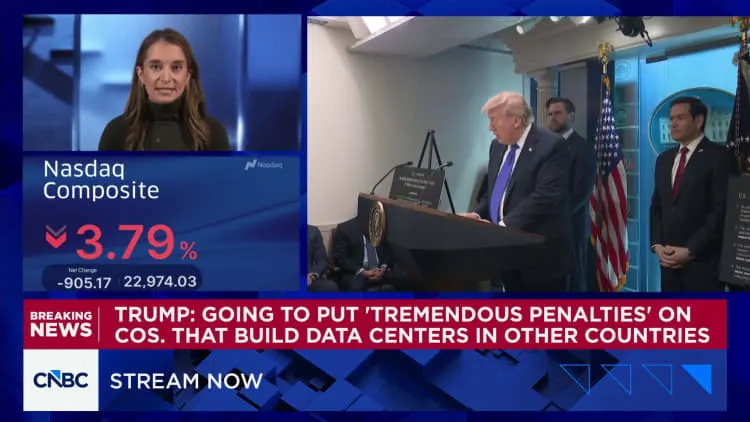 Nasdaq
Composite
Nasdaq
3.79%
Net Change
-905.17
22,974.03
BREAKING
NEWS
TRUMP: GOING TO PUT 'TREMENDOUS PENALTIES' ON
COS. THAT BUILD DATA CENTERS IN OTHER COUNTRIES
CNBC
STREAM NOW